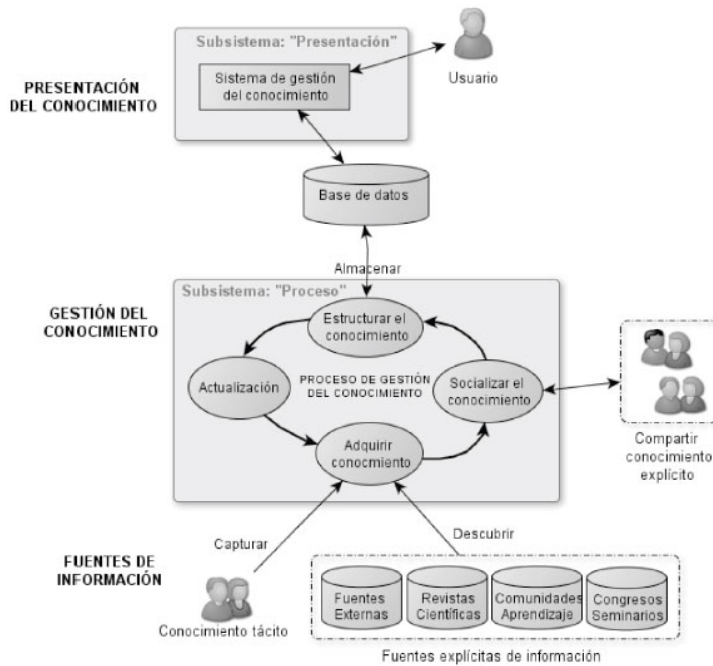 Subsistema: "Presentación"
Sistema de gestión
del conocimiento
Usuario
PRESENTACIÓN
DEL CONOCIMIENTO
Base de datos
Almacenar
Subsistema: "Proceso"
GESTIÓN DEL
CONOCIMIENTO
Estructurar el
conocimiento
Actualización
PROCESO DE GESTIÓN
DEL CONOCIMIENTO
Socializar el
conocimiento
Adquirir
conocmiento
Compartir
conocimiento
explícito
Capturar
Descubrir
FUENTES DE
INFORMACIÓN
Conocimiento tácito
Fuentes
Externas
Revistas
Científicas
Comunidades
Aprendizaje
Congresos
Seminarios
Fuentes explícitas de información